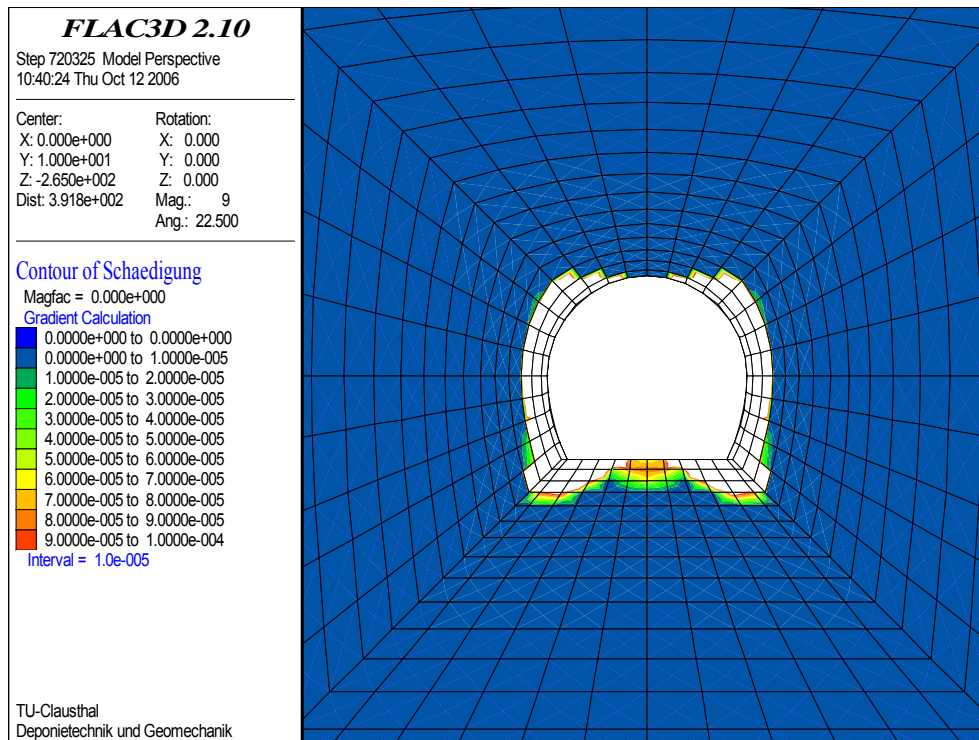 FLAC3D 2.10
Step 720325 Model Perspective
10:40:24 Thu Oct 12 2006
Center: Rotation:
X: 0.000e+000 X: 0.000
Y: 1.000e+001 Y: 0.000
Z: -2.650e+002 Z: 0.000
Dist: 3.918e+002 Mag.: 9
Ang.: 22.500
Contour of Schaedigung
Magfac = 0.000e+000
Gradient Calculation
0.0000e+000 to 0.0000e+000
0.0000e+000 to 1.0000e-005
1.0000e-005 to 2.0000e-005
2.0000e-005 to 3.0000e-005
3.0000e-005 to 4.0000e-005
4.0000e-005 to 5.0000e-005
5.0000e-005 to 6.0000e-005
6.0000e-005 to 7.0000e-005
7.0000e-005 to 8.0000e-005
8.0000e-005 to 9.0000e-005
9.0000e-005 to 1.0000e-004
Interval = 1.0e-005
TU-Clausthal
Deponietechnik und Geomechanik